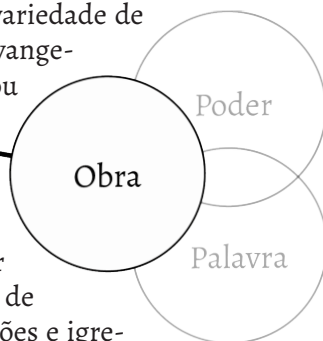 variedade de
vange-
ou
Poder
Obra
Palavra
r
de
ões e igre-